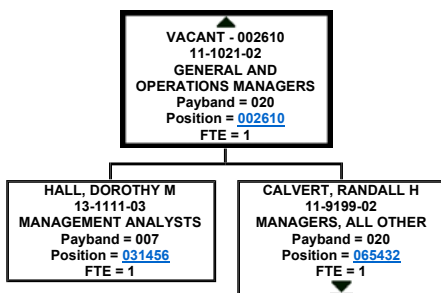 VACANT - 002610
11-1021-02
GENERAL AND
OPERATIONS MANAGERS
Payband = 020
Position = 002610
FTE = 1
HALL, DOROTHY M
13-1111-03
MANAGEMENT ANALYSTS
Payband = 007
Position = 031456
FTE = 1
CALVERT, RANDALL H
11-9199-02
MANAGERS, ALL OTHER
Payband = 020
Position = 065432
FTE = 1